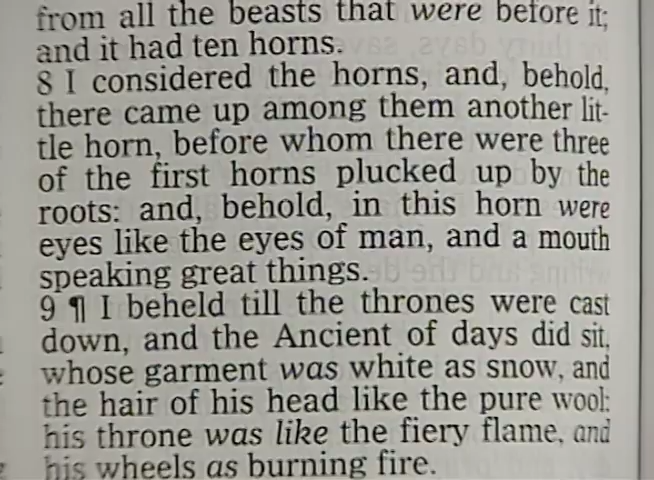 from all the beasts that were before it;
and it had ten horns.
8 I considered the horns, and, behold,
there came up among them another lit-
tle horn, before whom there were three
of the first horns plucked up by the
roots: and, behold, in this horn were
eyes like the eyes of man, and a mouth
speaking great things.
9 ¶ I beheld till the thrones were cast
down, and the Ancient of days did sit,
whose garment was white as snow, and
the hair of his head like the pure wool:
his throne was like the fiery flame, and
his wheels as burning fire.